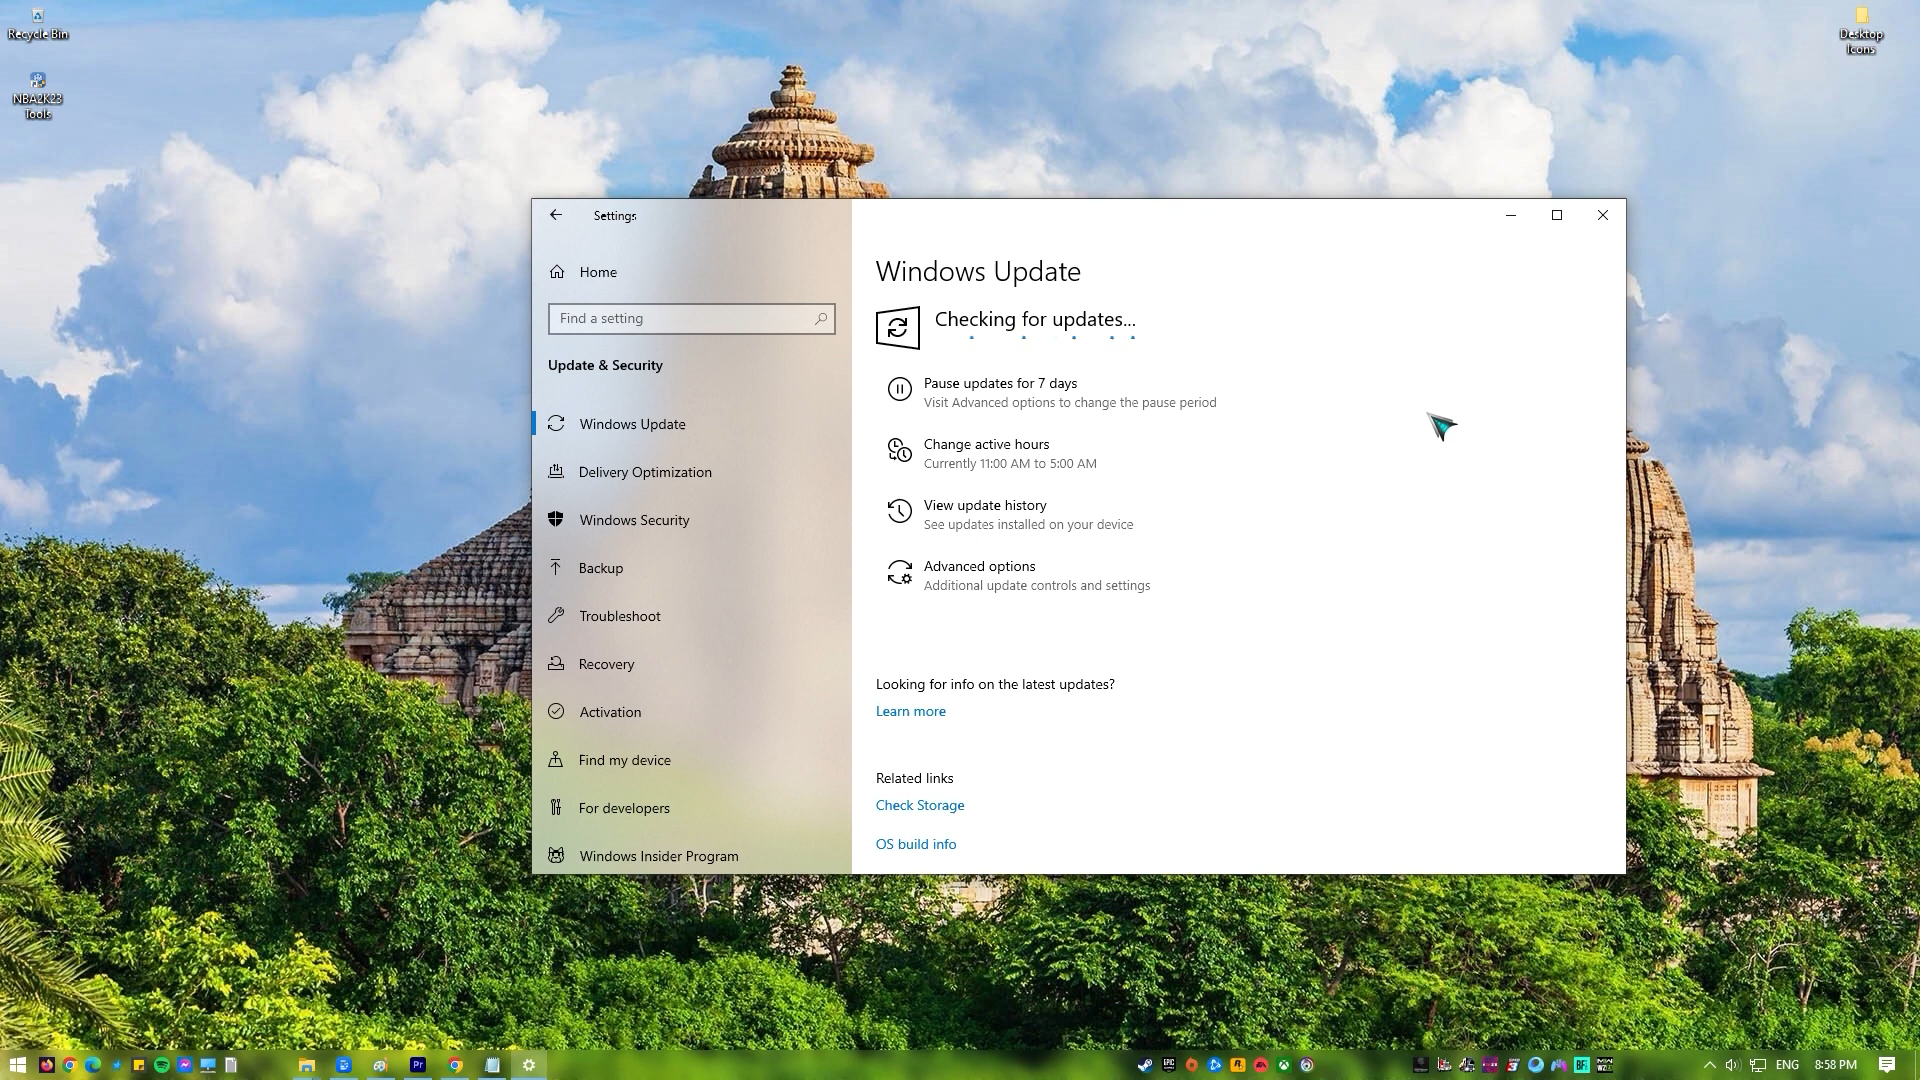 Recycle Bin
NBA2K23
Tools
Desktop
Icons
Settings
Home
Find a setting
Update & Security
Windows Update
Delivery Optimization
Windows Security
Backup
Troubleshoot
Recovery
Activation
Find my device
For developers
Windows Insider Program
Windows Update
Checking for updates...
Pause updates for 7 days
Visit Advanced options to change the pause period
Change active hours
Currently 11:00 AM to 5:00 AM
View update history
See updates installed on your device
Advanced options
Additional update controls and settings
Looking for info on the latest updates?
Learn more
Related links
Check Storage
OS build info
Pr
EPIC
R
BF
ENG
8:58 PM